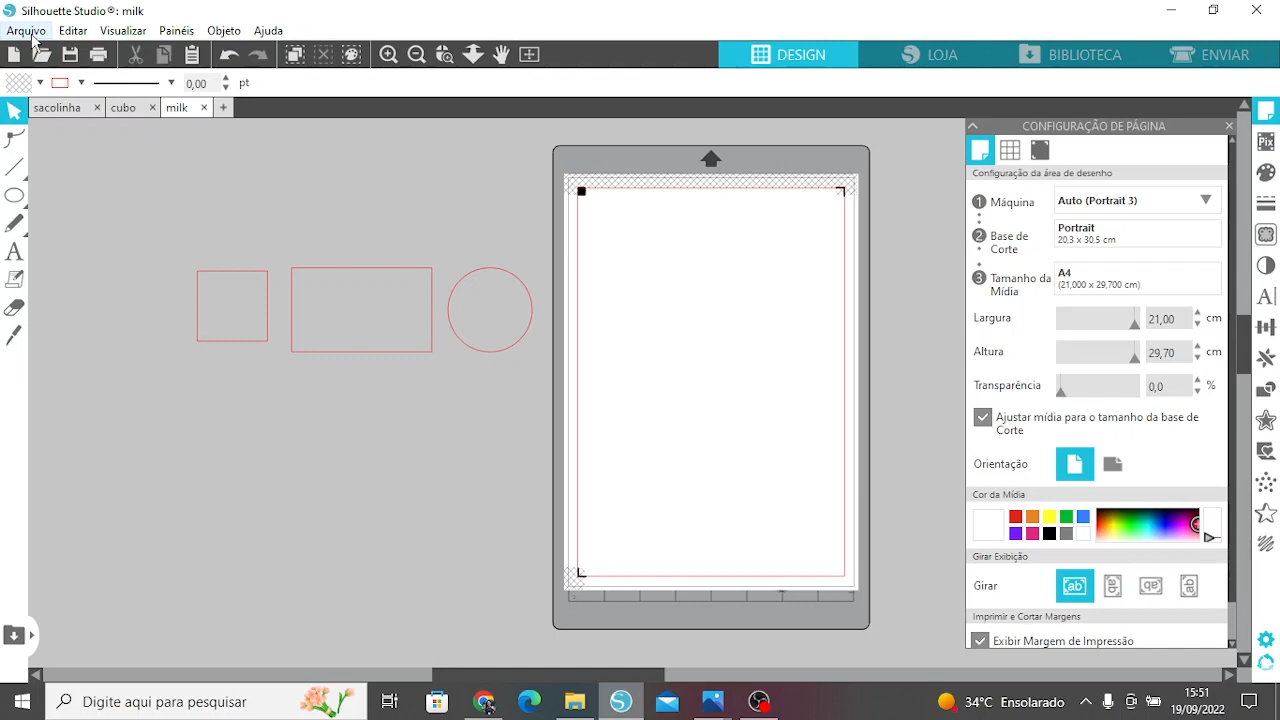 Silhouette Studio®: milk
Arquivo Editar Visualizar Painéis Objeto Ajuda
DESIGN LOJA BIBLIOTECA ENVIAR
0,00 pt
sacolinha cubo milk
CONFIGURAÇÃO DE PÁGINA
Configuração da área de desenho
1 Máquina Auto (Portrait 3)
2 Base de Corte Portrait
20,3 x 30,5 cm
3 Tamanho da Mídia A4
(21,000 x 29,700 cm)
Largura 21,00 cm
Altura 29,70 cm
Transparência 0,0 %
Ajustar mídia para o tamanho da base de
Corte
Orientação
Cor da Mídia
Girar Exibição
Girar ab ab ab ab
Imprimir e Cortar Margens
Exibir Margem de Impressão
Digite aqui para pesquisar
34°C Ensolarado
15:51
19/09/2022